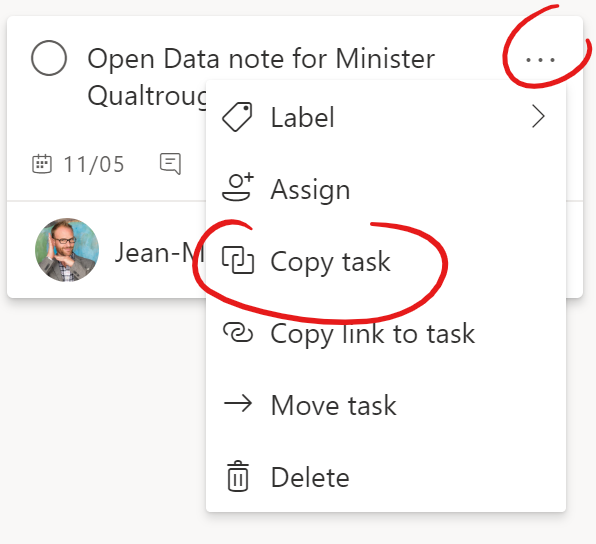 Open Data note for Minister
...
Label
Assign
11/05
Jean-M
Copy task
Copy link to task
Move task
Delete